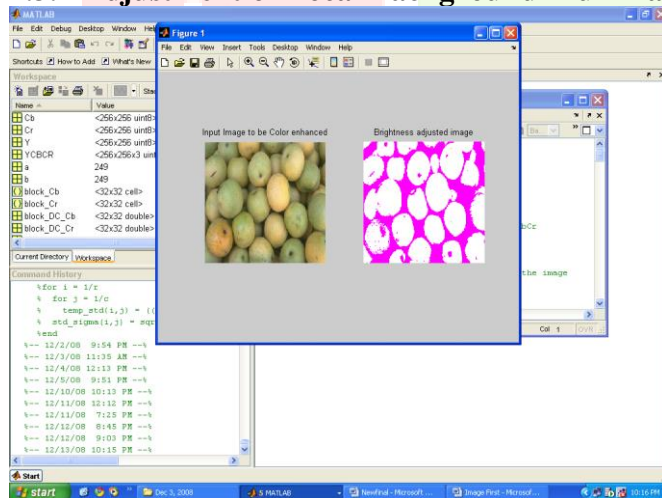 MATLAB
File Edit Debug Desktop Window Hel
Shortcuts How to Add What's New
Workspace
Name Value
Cb <256x256 uint8>
Cr <256x256 uint8>
Y <256x256 uint8>
YCBCR <256x256x3 uint
a 249
b 249
block_Cb <32x32 cell>
block_Cr <32x32 cell>
block_DC_Cb <32x32 double>
block_DC_Cr <32x32 double>
Current Directory Workspace
Command History
%for i = 1/r
% for j = 1/c
% temp_std(i,j) = ((
% std_sigma(i,j) = sqr
%end
%-- 12/2/08 9:54 PM --%
%-- 12/3/08 11:35 AM --%
%-- 12/4/08 12:13 PM --%
%-- 12/5/08 9:51 PM --%
%-- 12/10/08 10:13 PM --%
%-- 12/11/08 12:12 PM --%
%-- 12/11/08 7:25 PM --%
%-- 12/12/08 8:45 PM --%
%-- 12/12/08 9:03 PM --%
%-- 12/13/08 10:15 PM --%
Figure 1
File Edit View Insert Tools Desktop Window Help
Input Image to be Color enhanced
Brightness adjusted image
bCr
the image
Col 1 OVR
Start
start
Dec 3, 2008
5 MATLAB
Newfinal - Microsoft ...
Image First - Microsof...
10:16 PM